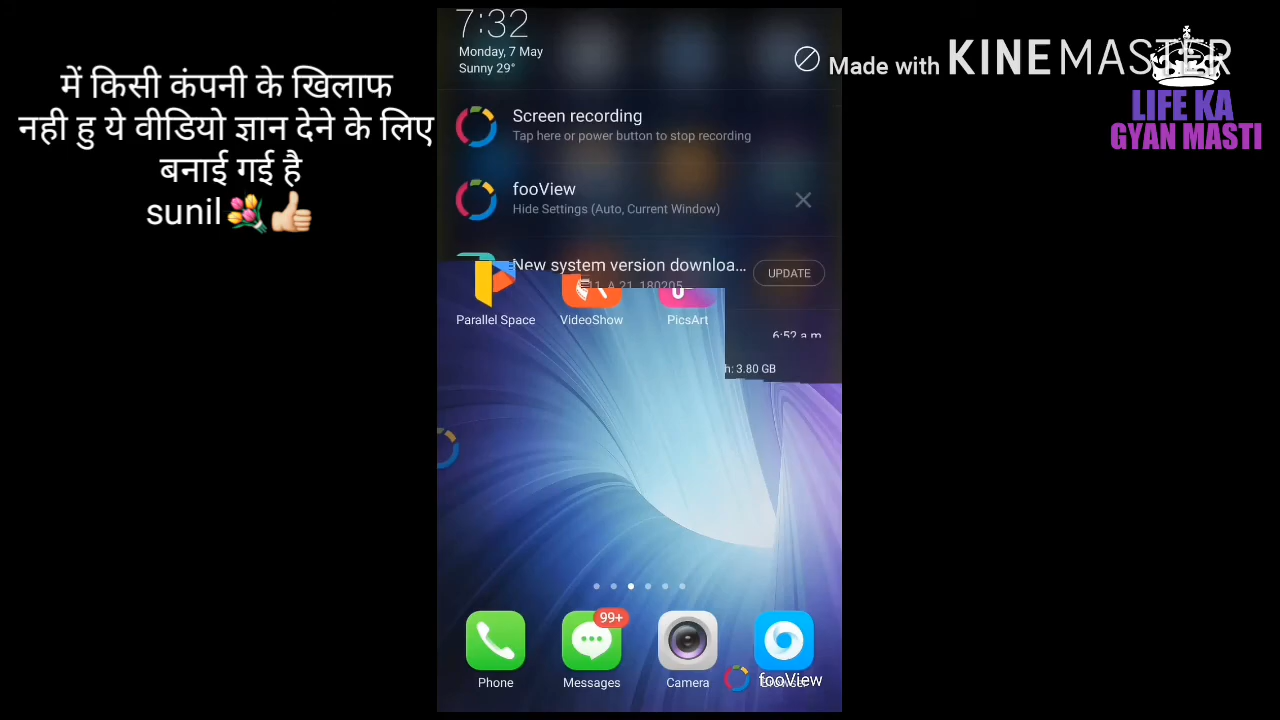 में किसी कंपनी के खिलाफ
नही हु ये वीडियो ज्ञान देने के लिए
बनाई गई है
sunil💐👍🏼
7:32
Monday, 7 May
Sunny 29°
Made with KINEMASTER
LIFE KA
GYAN MASTI
Screen recording
Tap here or power button to stop recording
fooView
Hide Settings (Auto, Current Window)
New system version downloa...
UPDATE
11_A.21_180205
Parallel Space
VideoShow
PicsArt
6:52 a.m
h: 3.80 GB
99+
Phone
Messages
Camera
fooView